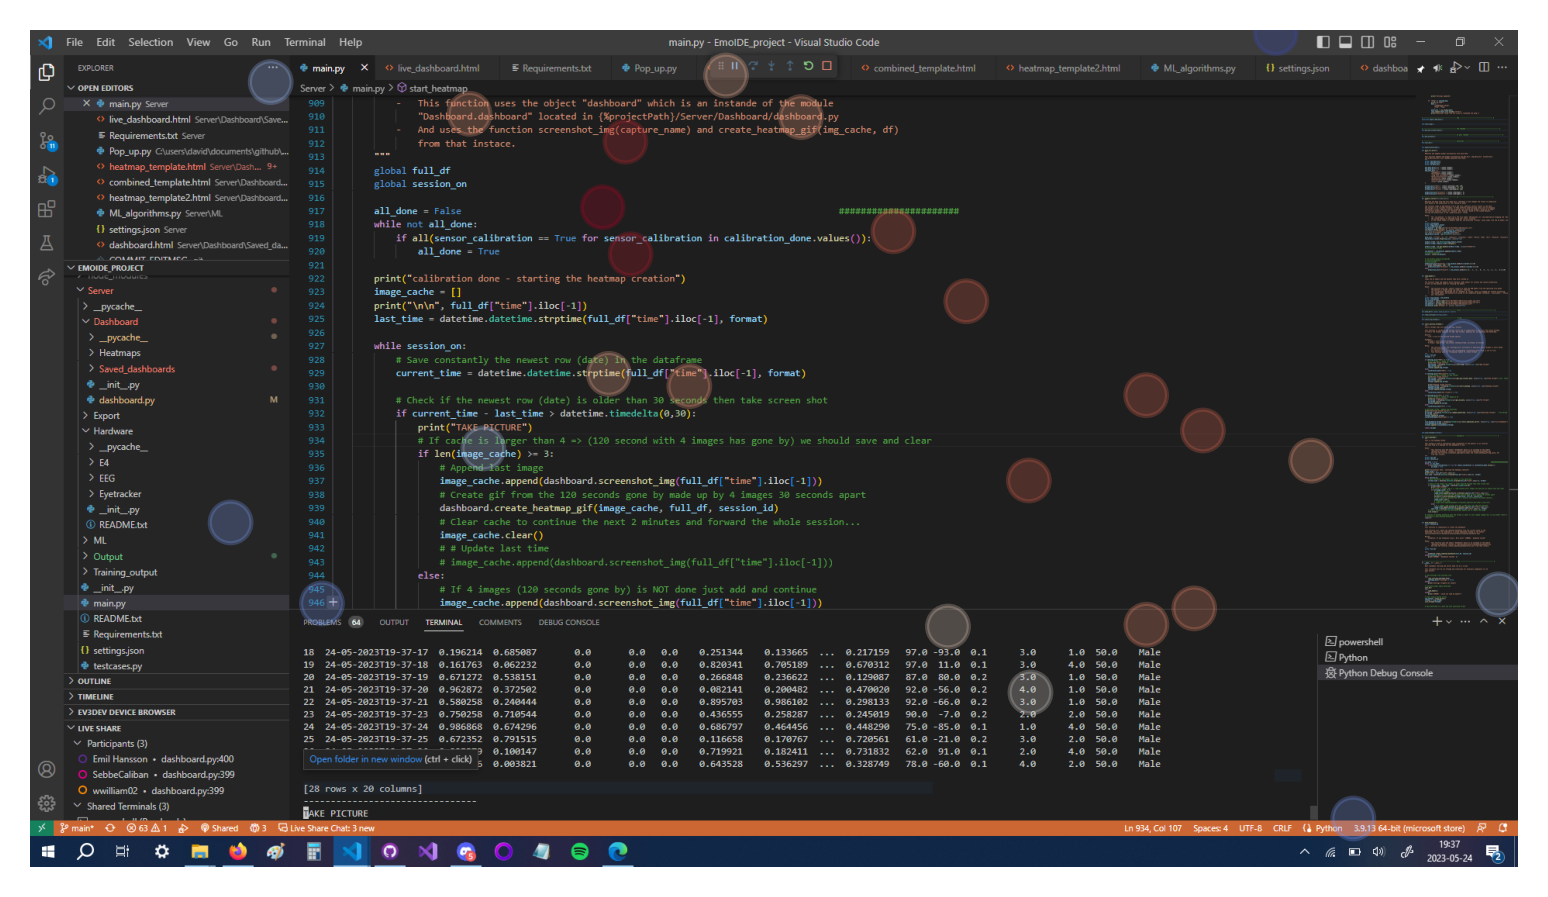 File Edit Selection View Go Run Terminal Help
main.py - EmoIDE_project - Visual Studio Code
EXPLORER
OPEN EDITORS
main.py Server
live_dashboard.html Server\Dashboard\Save...
Requirements.txt Server
Pop_up.py C:\users\david\documents\github\...
heatmap_template.html Server\Dash... 9+
combined_template.html Server\Dashboard...
heatmap_template2.html Server\Dashboard...
ML_algorithms.py Server\ML
settings.json Server
dashboard.html Server\Dashboard\Saved_da...
EMOIDE_PROJECT
Server
__pycache__
Dashboard
__pycache__
Heatmaps
Saved_dashboards
__init__.py
dashboard.py M
Export
Hardware
__pycache__
E4
EEG
Eyetracker
__init__.py
README.txt
ML
Output
Training_output
__init__.py
main.py
README.txt
Requirements.txt
settings.json
testcases.py
OUTLINE
TIMELINE
EV3DEV DEVICE BROWSER
LIVE SHARE
Participants (3)
Emil Hansson • dashboard.py:400
SebbeCaliban • dashboard.py:399
wwilliam02 • dashboard.py:399
Shared Terminals (3)
main.py live_dashboard.html Requirements.txt Pop_up.py combined_template.html heatmap_template2.html ML_algorithms.py settings.json dashboa
Server > main.py > start_heatmap
909 - This function uses the object "dashboard" which is an instande of the module
910 "Dashboard.dashboard" located in {%projectPath}/Server/Dashboard/dashboard.py
911 - And uses the function screenshot_img(capture_name) and create_heatmap_gif(img_cache, df)
912 from that instace.
913 """
914 global full_df
915 global session_on
916
917 all_done = False ######################
918 while not all_done:
919 if all(sensor_calibration == True for sensor_calibration in calibration_done.values()):
920 all_done = True
921
922 print("calibration done - starting the heatmap creation")
923 image_cache = []
924 print("\n\n", full_df["time"].iloc[-1])
925 last_time = datetime.datetime.strptime(full_df["time"].iloc[-1], format)
926
927 while session_on:
928 # Save constantly the newest row (date) in the dataframe
929 current_time = datetime.datetime.strptime(full_df["time"].iloc[-1], format)
930
931 # Check if the newest row (date) is older than 30 seconds then take screen shot
932 if current_time - last_time > datetime.timedelta(0,30):
933 print("TAKE PICTURE")
934 # If cache is larger than 4 => (120 second with 4 images has gone by) we should save and clear
935 if len(image_cache) >= 3:
936 # Append last image
937 image_cache.append(dashboard.screenshot_img(full_df["time"].iloc[-1]))
938 # Create gif from the 120 seconds gone by made up by 4 images 30 seconds apart
939 dashboard.create_heatmap_gif(image_cache, full_df, session_id)
940 # Clear cache to continue the next 2 minutes and forward the whole session...
941 image_cache.clear()
942 # # Update last time
943 # image_cache.append(dashboard.screenshot_img(full_df["time"].iloc[-1]))
944 else:
945 # If 4 images (120 seconds gone by) is NOT done just add and continue
946 image_cache.append(dashboard.screenshot_img(full_df["time"].iloc[-1]))
PROBLEMS 64 OUTPUT TERMINAL COMMENTS DEBUG CONSOLE
18 24-05-2023T19-37-17 0.196214 0.685087 0.0 0.0 0.0 0.251344 0.133665 ... 0.217159 97.0 -93.0 0.1 3.0 1.0 50.0 Male
19 24-05-2023T19-37-18 0.161763 0.062232 0.0 0.0 0.0 0.820341 0.705189 ... 0.670312 97.0 11.0 0.1 3.0 4.0 50.0 Male
20 24-05-2023T19-37-19 0.671272 0.538151 0.0 0.0 0.0 0.266848 0.236622 ... 0.129087 87.0 80.0 0.2 3.0 1.0 50.0 Male
21 24-05-2023T19-37-20 0.962872 0.372502 0.0 0.0 0.0 0.082141 0.200482 ... 0.470020 92.0 -56.0 0.2 4.0 1.0 50.0 Male
22 24-05-2023T19-37-21 0.580258 0.240444 0.0 0.0 0.0 0.895703 0.986102 ... 0.298133 92.0 -66.0 0.2 3.0 1.0 50.0 Male
23 24-05-2023T19-37-23 0.750258 0.710544 0.0 0.0 0.0 0.436555 0.258287 ... 0.245019 90.0 -7.0 0.2 2.0 2.0 50.0 Male
24 24-05-2023T19-37-24 0.986868 0.674296 0.0 0.0 0.0 0.686797 0.464456 ... 0.448290 75.0 -85.0 0.1 1.0 4.0 50.0 Male
25 24-05-2023T19-37-25 0.672352 0.791515 0.0 0.0 0.0 0.116658 0.170767 ... 0.720561 61.0 -21.0 0.2 3.0 2.0 50.0 Male
0.100147 0.0 0.0 0.0 0.719921 0.182411 ... 0.731832 62.0 91.0 0.1 2.0 4.0 50.0 Male
Open folder in new window (ctrl + click) 0.003821 0.0 0.0 0.0 0.643528 0.536297 ... 0.328749 78.0 -60.0 0.1 4.0 2.0 50.0 Male
[28 rows x 20 columns]
--------------------------------
TAKE PICTURE
powershell
Python
Python Debug Console
main* 63 1 Shared 3 Live Share Chat: 3 new
Ln 934, Col 107 Spaces: 4 UTF-8 CRLF Python 3.9.13 64-bit (microsoft store)
19:37
2023-05-24